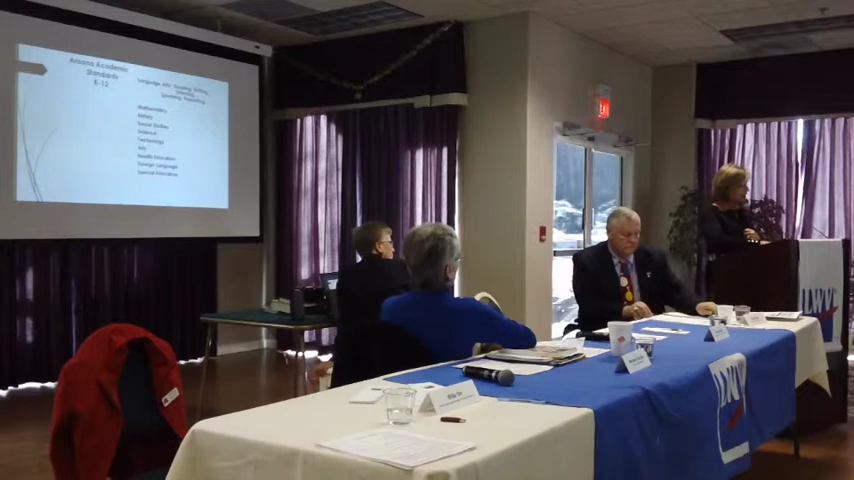 Arizona Academic
Standards
K-12
Language Arts: Reading, Writing,
Listening,
Speaking, Presenting
Mathematics
History
Social Studies
Science
Technology
Arts
Health Education
Foreign Language
Special Education
EXIT
LWV
LWV